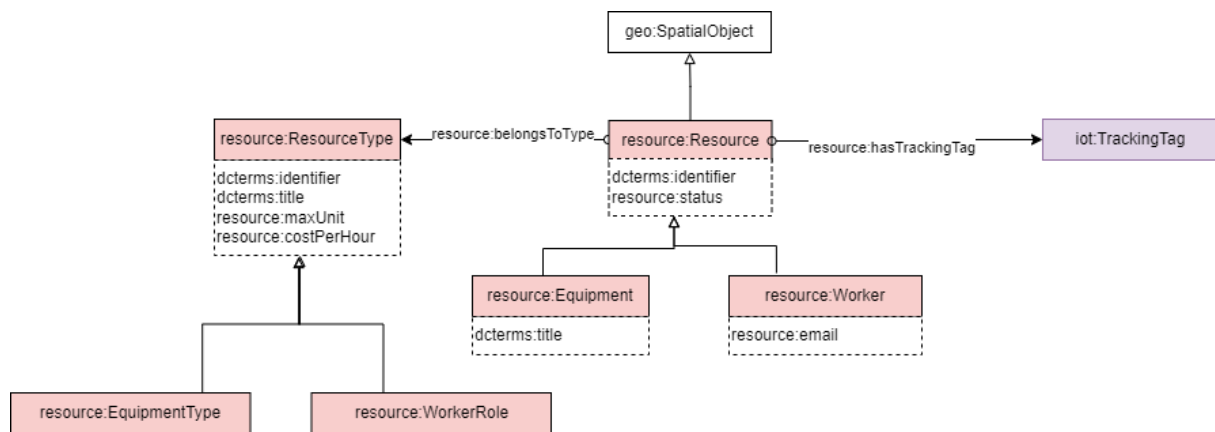 geo:SpatialObject
resource:ResourceType
resource:belongsToType
resource:Resource
resource:hasTrackingTag
iot:TrackingTag
dcterms:identifier
dcterms:title
resource:maxUnit
resource:costPerHour
dcterms:identifier
resource:status
resource:Equipment
dcterms:title
resource:Worker
resource:email
resource:EquipmentType
resource:WorkerRole